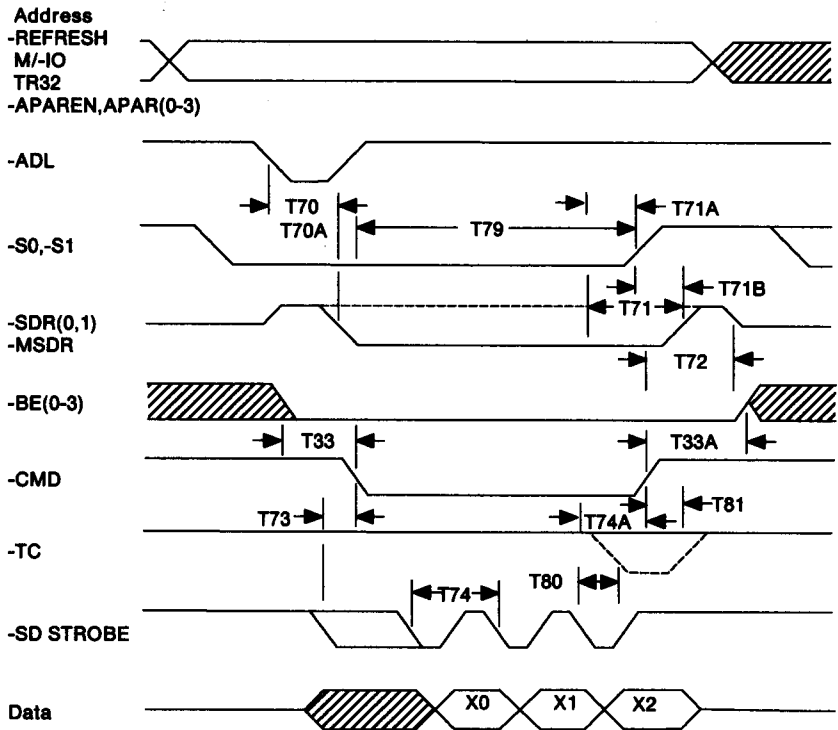 Address
-REFRESH
M/-IO
TR32
-APAREN,APAR(0-3)
-ADL
T70
T71A
T70A
T79
-S0,-S1
T71B
T71
-SDR(0,1)
-MSDR
T72
-BE(0-3)
T33
T33A
-CMD
T81
T73
T74A
-TC
T80
T74
-SD STROBE
X0
X1
X2
Data